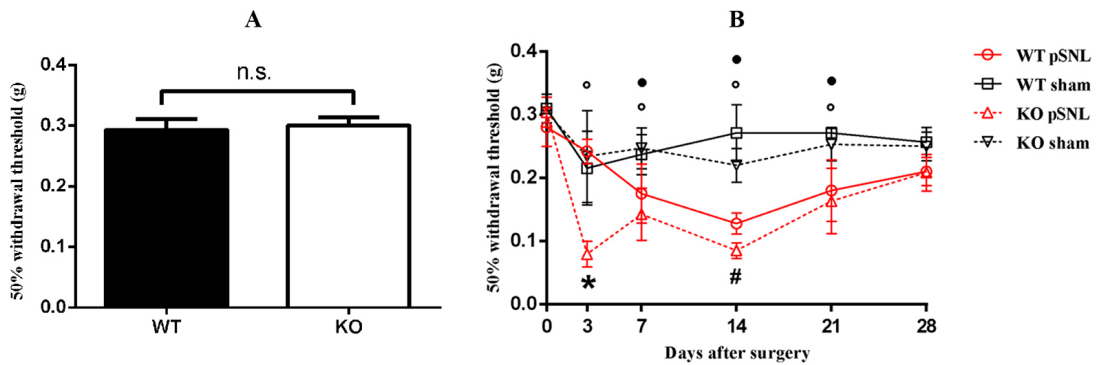 A
50% withdrawal threshold (g)
0.4
0.3
0.2
0.1
0.0
n.s.
WT
KO
B
50% withdrawal threshold (g)
0.4
0.3
0.2
0.1
0.0
*
#
0 3 7 14 21 28
Days after surgery
WT pSNL
WT sham
KO pSNL
KO sham